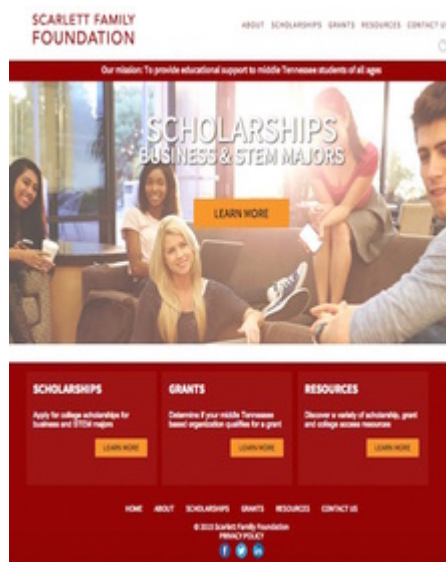 SCARLETT FAMILY
FOUNDATION
ABOUT SCHOLARSHIPS GRANTS RESOURCES CONTACT US
Our mission: To provide educational support to middle Tennessee students of all ages
SCHOLARSHIPS
BUSINESS & STEM MAJORS
LEARN MORE
SCHOLARSHIPS
Apply for college scholarships for
business and STEM majors
LEARN MORE
GRANTS
Determine if your middle Tennessee
based organization qualifies for a grant
LEARN MORE
RESOURCES
Discover a variety of scholarship, grant
and college access resources
LEARN MORE
HOME ABOUT SCHOLARSHIPS GRANTS RESOURCES CONTACT US
© 2015 Scarlett Family Foundation
PRIVACY POLICY